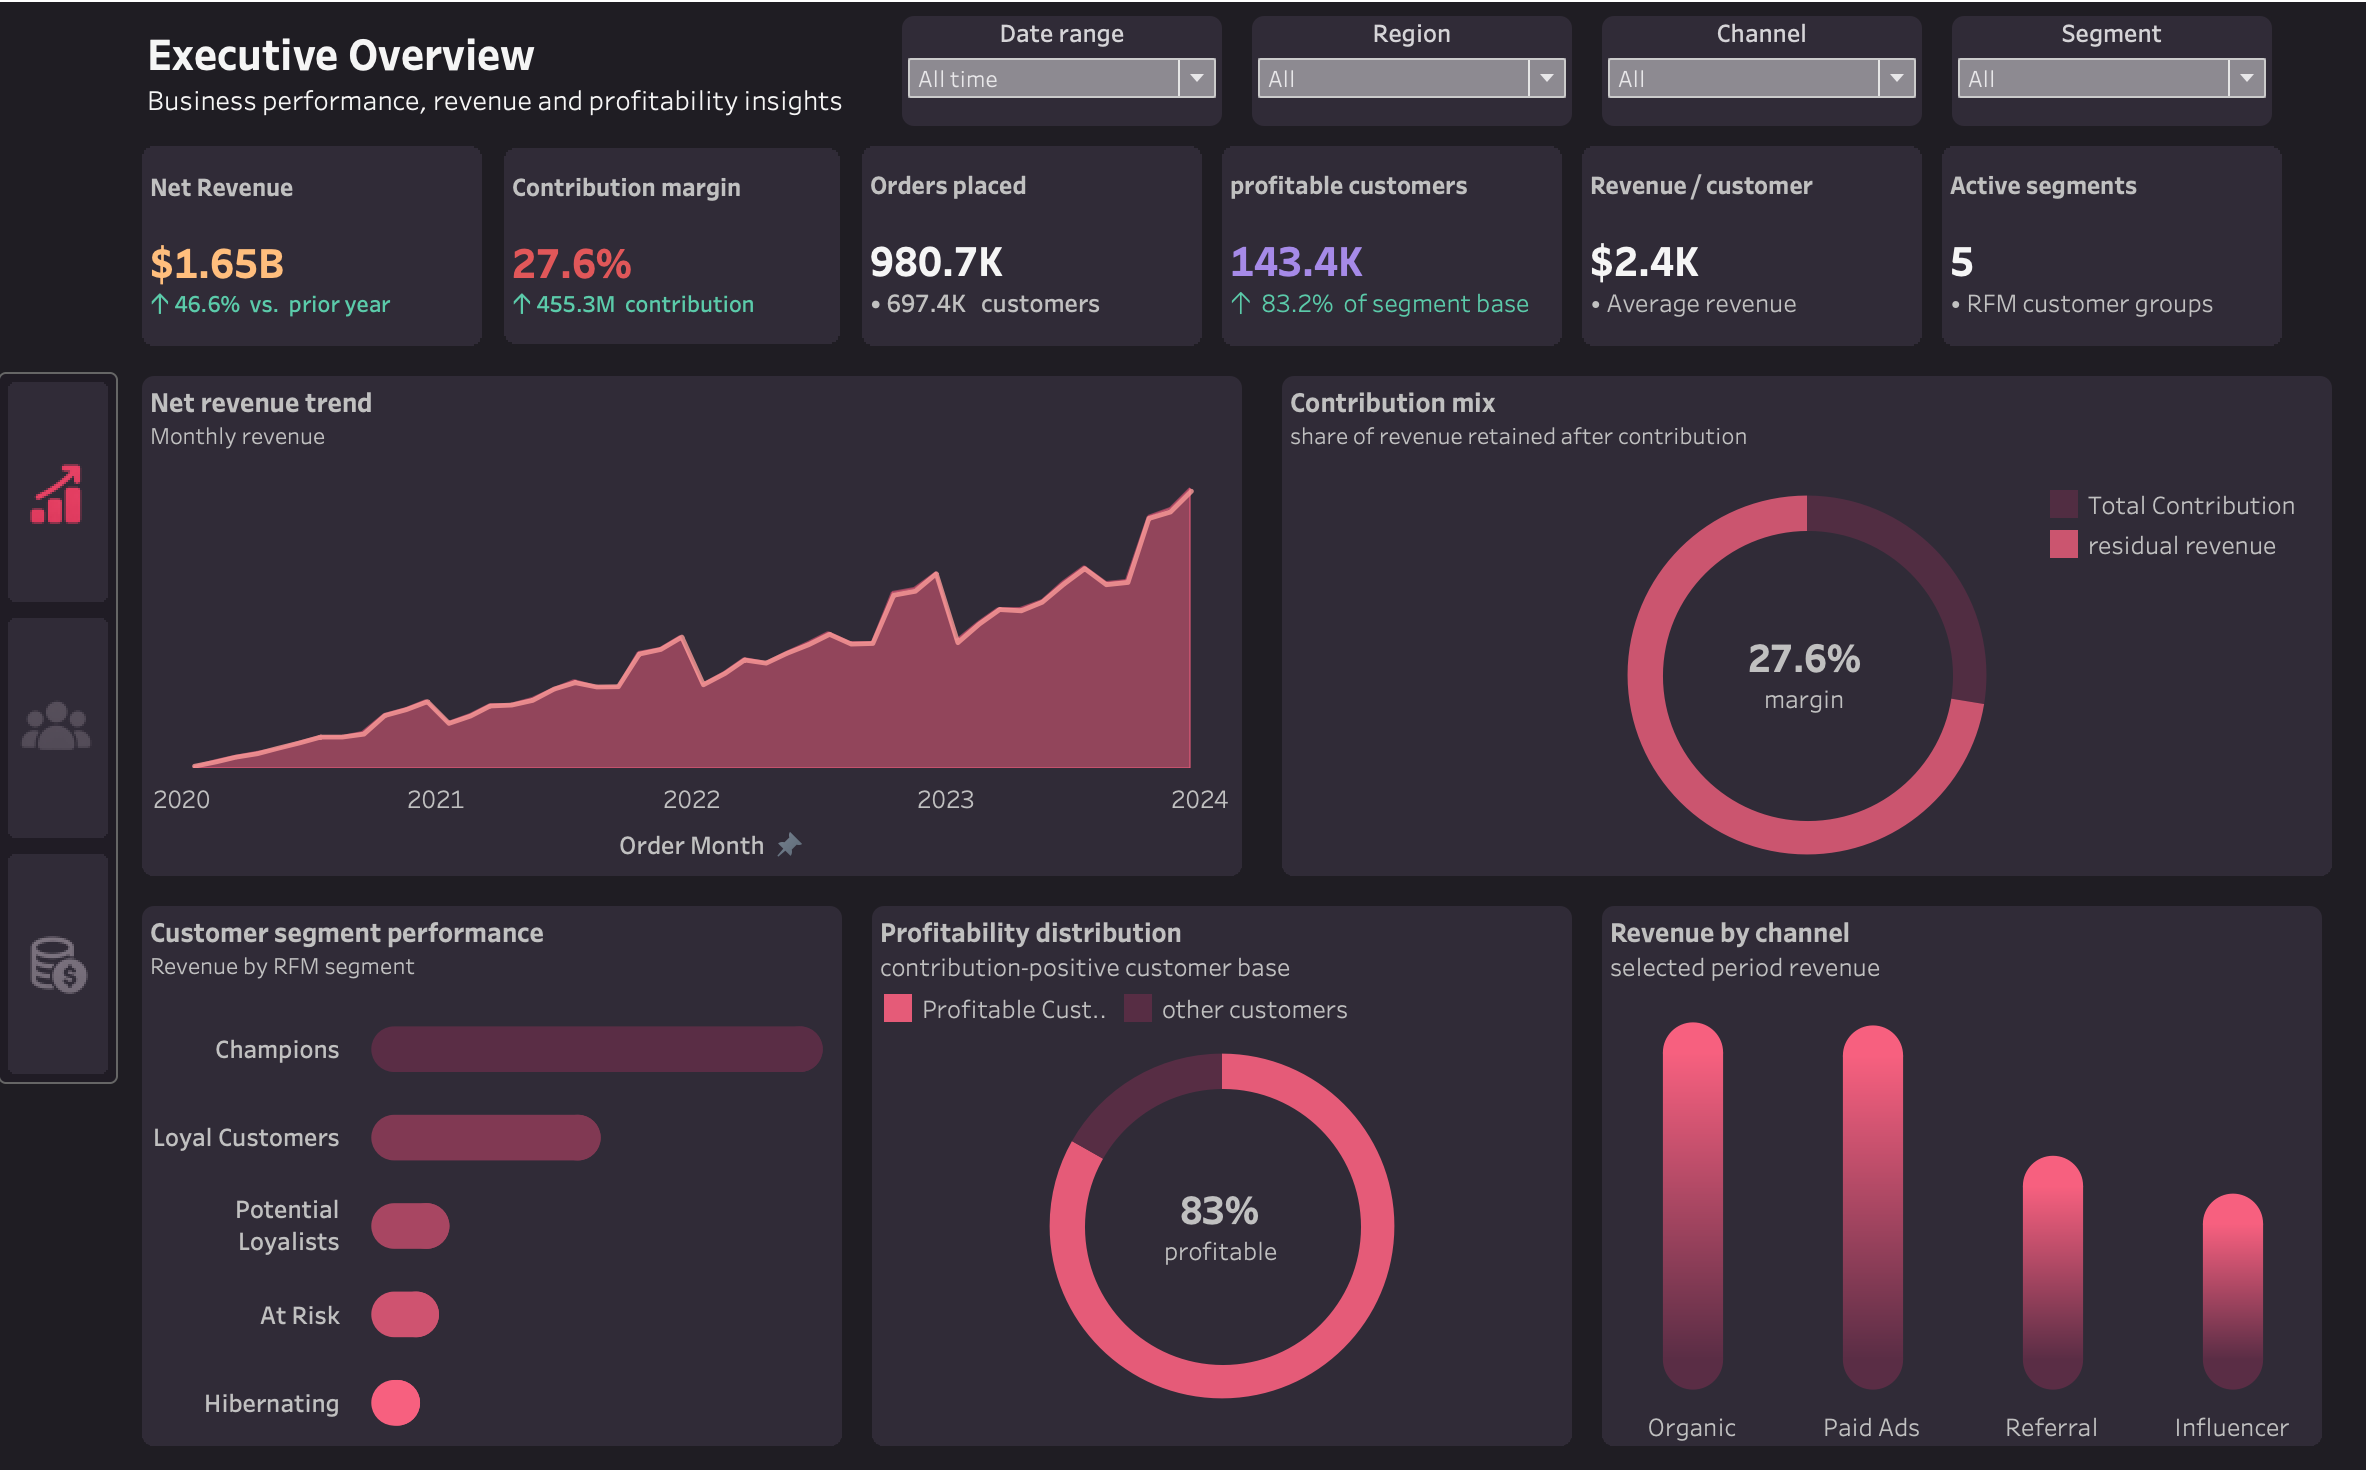 Executive Overview
Business performance, revenue and profitability insights
Date range
All time
Region
All
Channel
All
Segment
All
Net Revenue
$1.65B
↑ 46.6% vs. prior year
Contribution margin
27.6%
↑ 455.3M contribution
Orders placed
980.7K
• 697.4K customers
profitable customers
143.4K
↑ 83.2% of segment base
Revenue / customer
$2.4K
• Average revenue
Active segments
5
• RFM customer groups
Net revenue trend
Monthly revenue
2020 2021 2022 2023 2024
Order Month
Contribution mix
share of revenue retained after contribution
Total Contribution
residual revenue
27.6%
margin
Customer segment performance
Revenue by RFM segment
Champions
Loyal Customers
Potential
Loyalists
At Risk
Hibernating
Profitability distribution
contribution-positive customer base
Profitable Cust.. other customers
83%
profitable
Revenue by channel
selected period revenue
Organic Paid Ads Referral Influencer